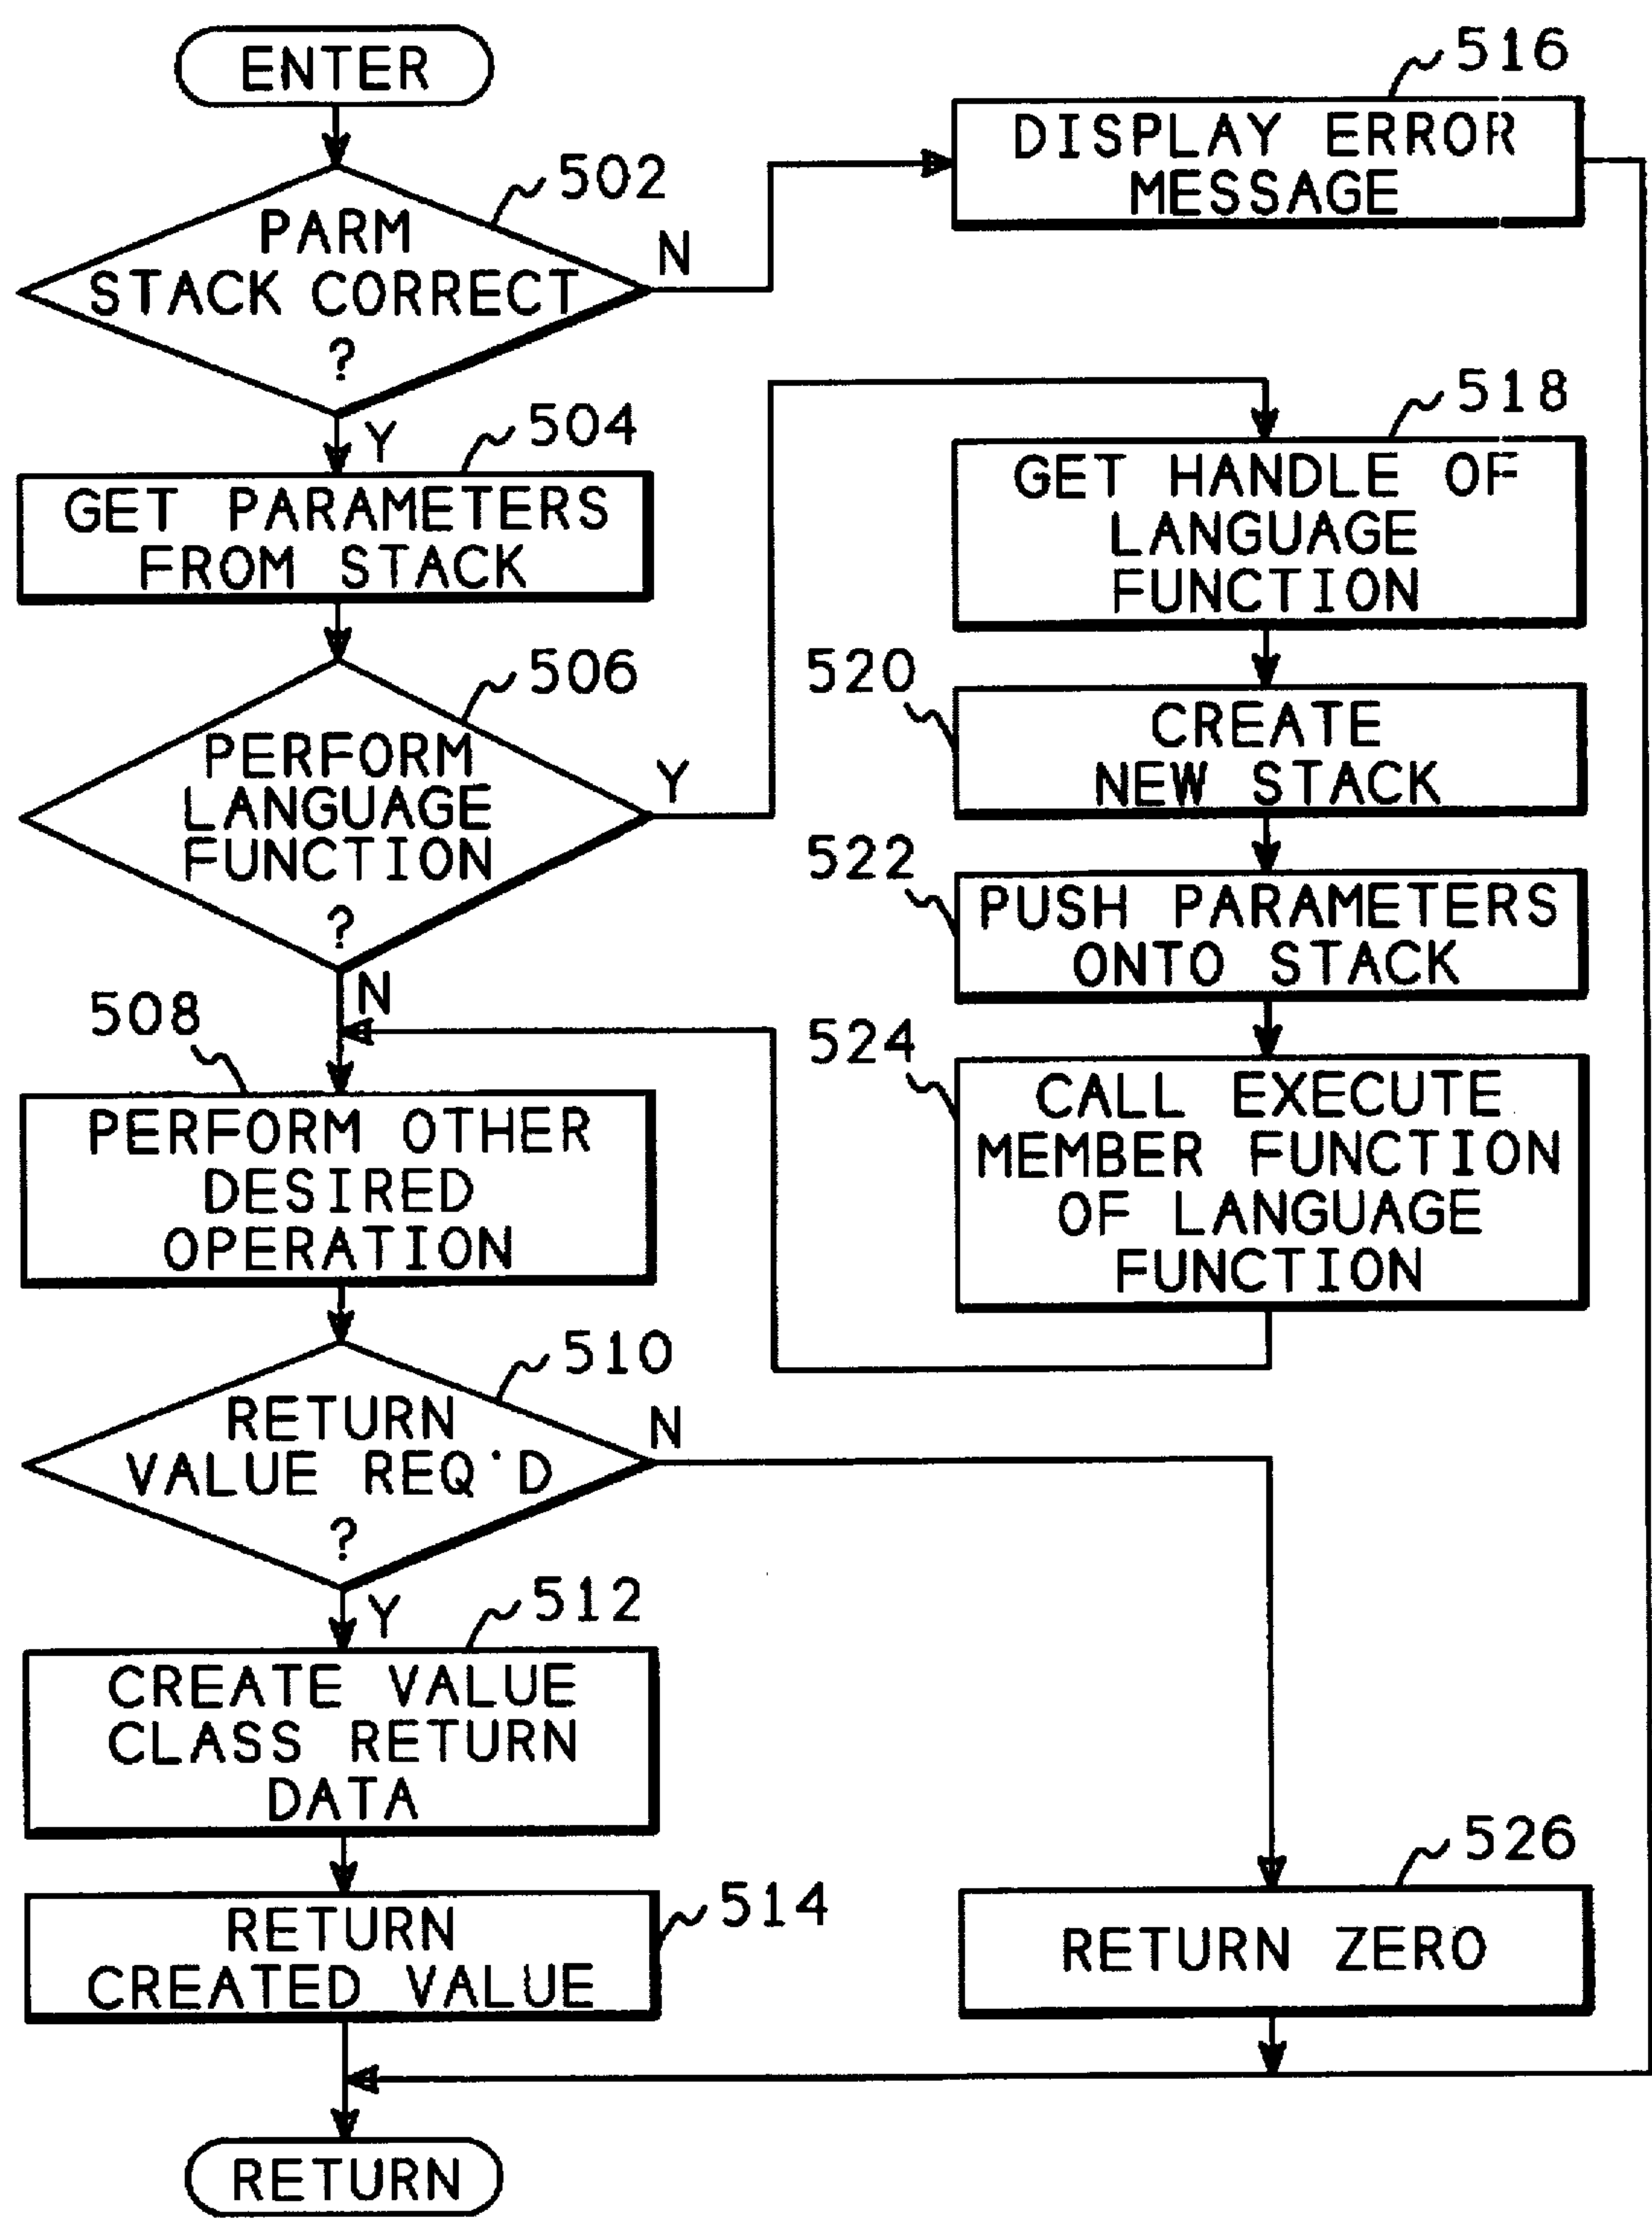 ENTER
502
PARM
STACK CORRECT
?
N
Y
516
DISPLAY ERROR
MESSAGE
504
GET PARAMETERS
FROM STACK
506
PERFORM
LANGUAGE
FUNCTION
?
Y
N
518
GET HANDLE OF
LANGUAGE
FUNCTION
520
CREATE
NEW STACK
522
PUSH PARAMETERS
ONTO STACK
524
CALL EXECUTE
MEMBER FUNCTION
OF LANGUAGE
FUNCTION
508
PERFORM OTHER
DESIRED
OPERATION
510
RETURN
VALUE REQ'D
?
N
Y
512
CREATE VALUE
CLASS RETURN
DATA
514
RETURN
CREATED VALUE
526
RETURN ZERO
RETURN